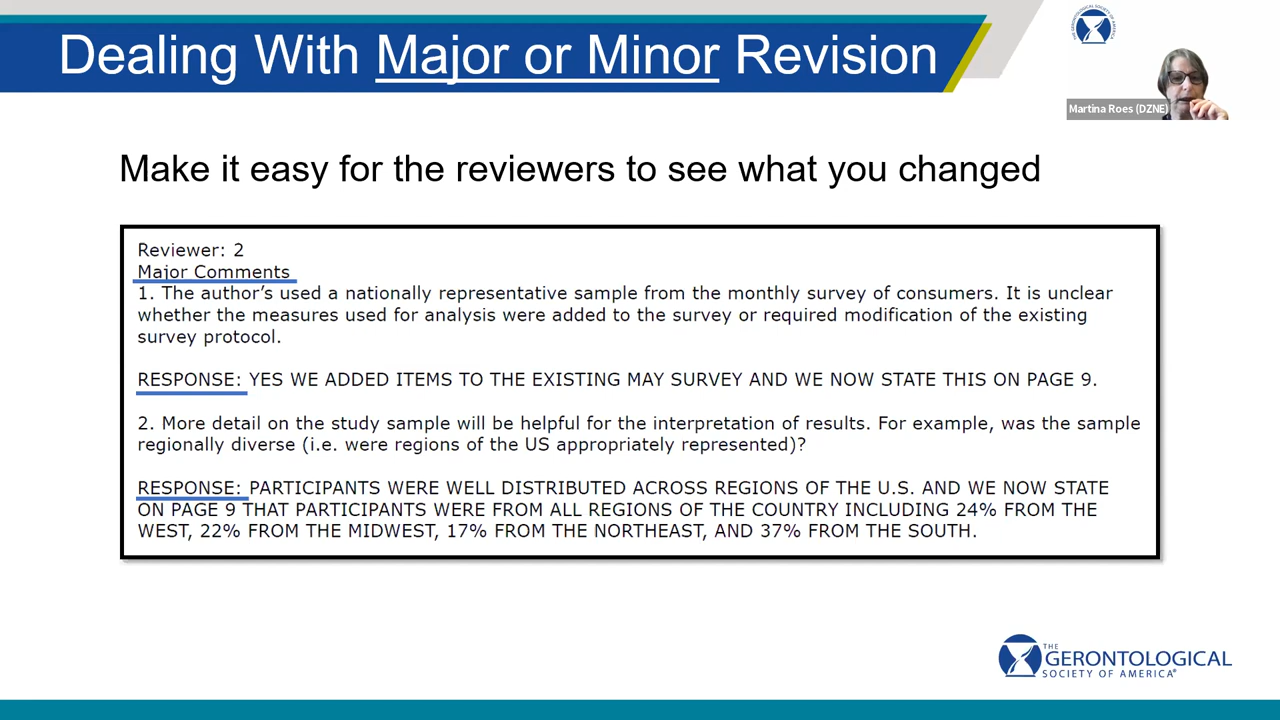 Dealing With Major or Minor Revision
Martina Roes (DZNE)
Make it easy for the reviewers to see what you changed
Reviewer: 2
Major Comments
1. The author's used a nationally representative sample from the monthly survey of consumers. It is unclear
whether the measures used for analysis were added to the survey or required modification of the existing
survey protocol.
RESPONSE: YES WE ADDED ITEMS TO THE EXISTING MAY SURVEY AND WE NOW STATE THIS ON PAGE 9.
2. More detail on the study sample will be helpful for the interpretation of results. For example, was the sample
regionally diverse (i.e. were regions of the US appropriately represented)?
RESPONSE: PARTICIPANTS WERE WELL DISTRIBUTED ACROSS REGIONS OF THE U.S. AND WE NOW STATE
ON PAGE 9 THAT PARTICIPANTS WERE FROM ALL REGIONS OF THE COUNTRY INCLUDING 24% FROM THE
WEST, 22% FROM THE MIDWEST, 17% FROM THE NORTHEAST, AND 37% FROM THE SOUTH.
THE
GERONTOLOGICAL
SOCIETY OF AMERICA®